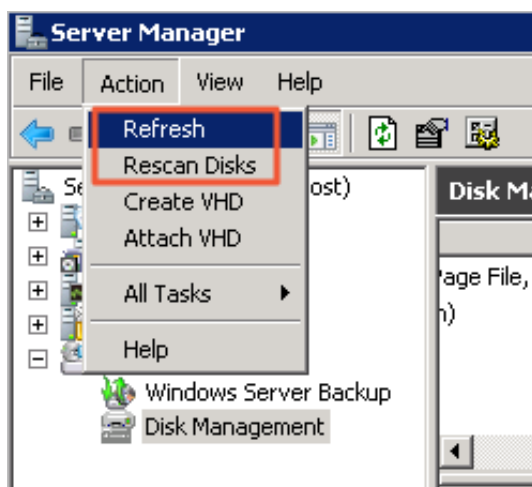 Server Manager
File Action View Help
Refresh
Rescan Disks
Create VHD
Attach VHD
All Tasks
Help
ost)
Disk Ma
age File,
n)
Windows Server Backup
Disk Management